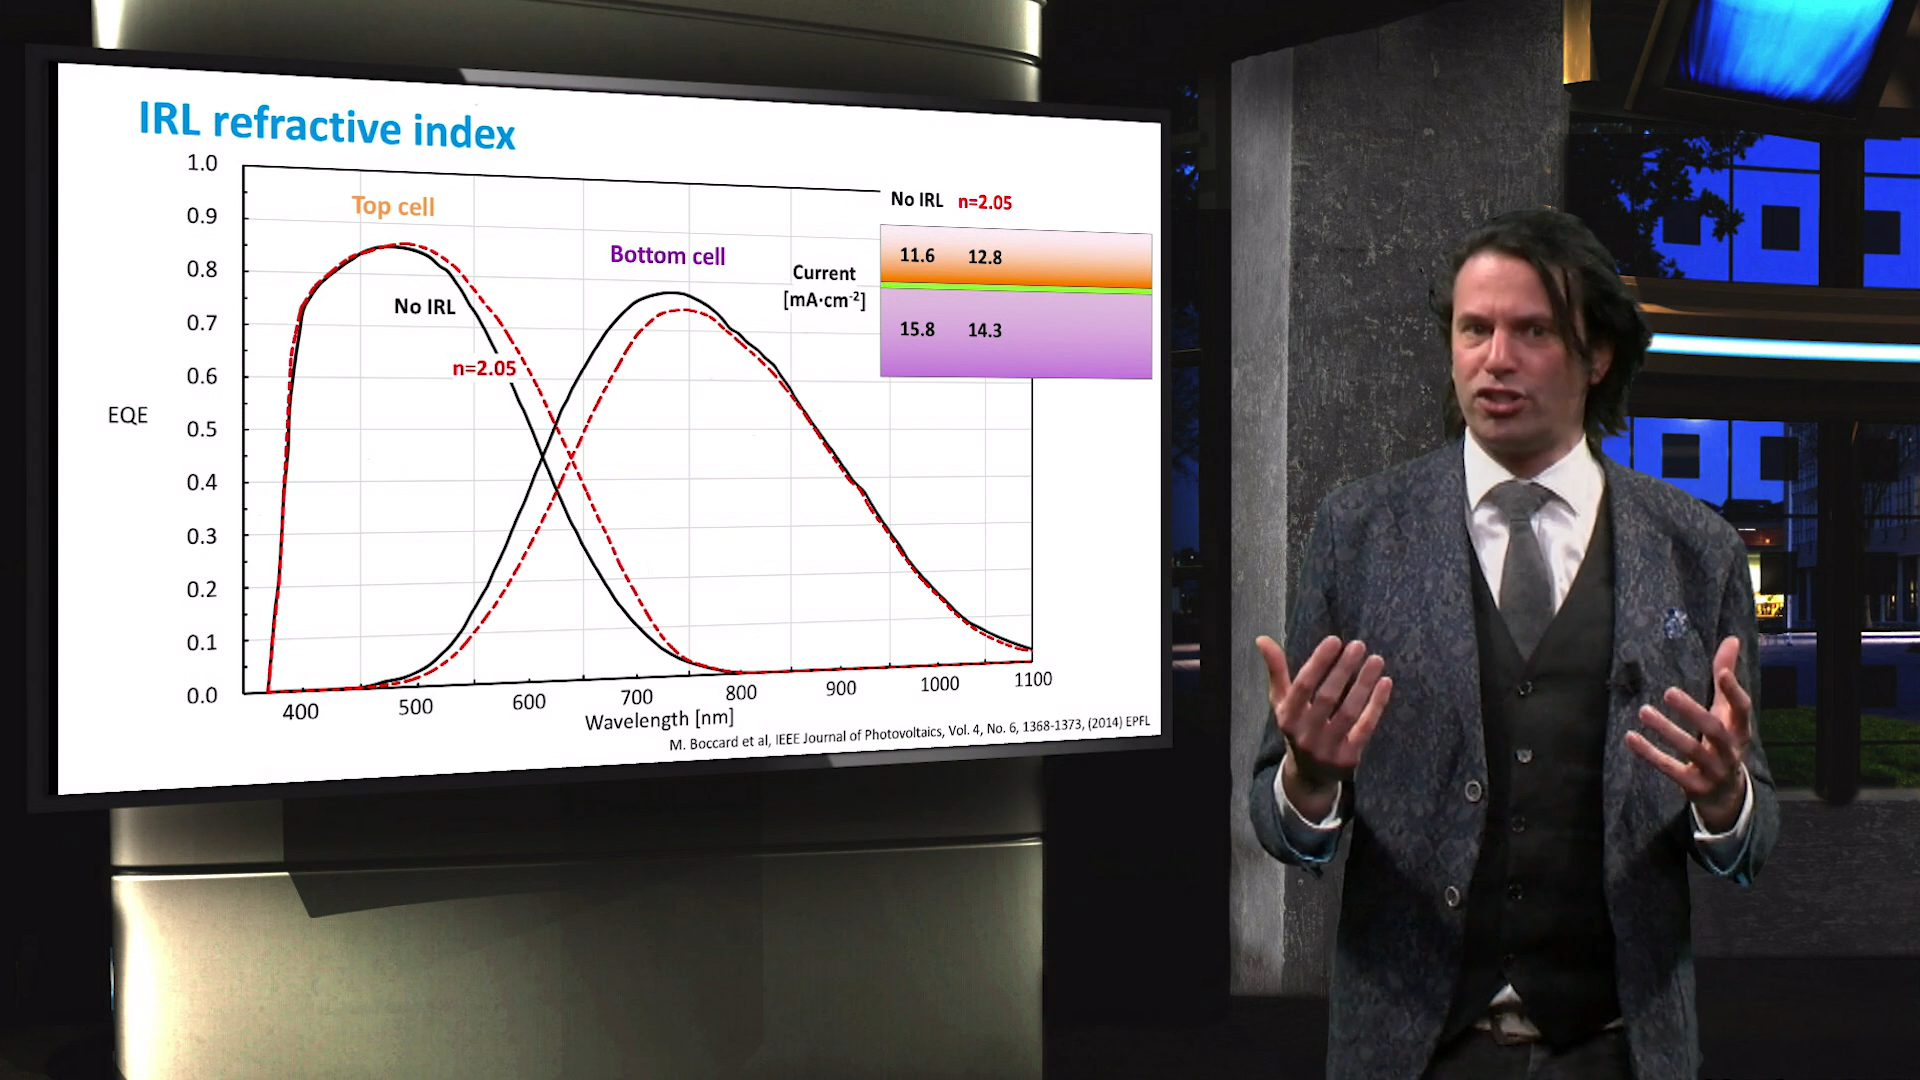 IRL refractive index
1.0
0.9
0.8
0.7
0.6
0.5
0.4
0.3
0.2
0.1
0.0
EQE
Top cell
No IRL
n=2.05
Bottom cell
Current
[mA·cm⁻²]
No IRL n=2.05
11.6 12.8
15.8 14.3
400 500 600 700 800 900 1000 1100
Wavelength [nm]
M. Boccard et al, IEEE Journal of Photovoltaics, Vol. 4, No. 6, 1368-1373, (2014) EPFL